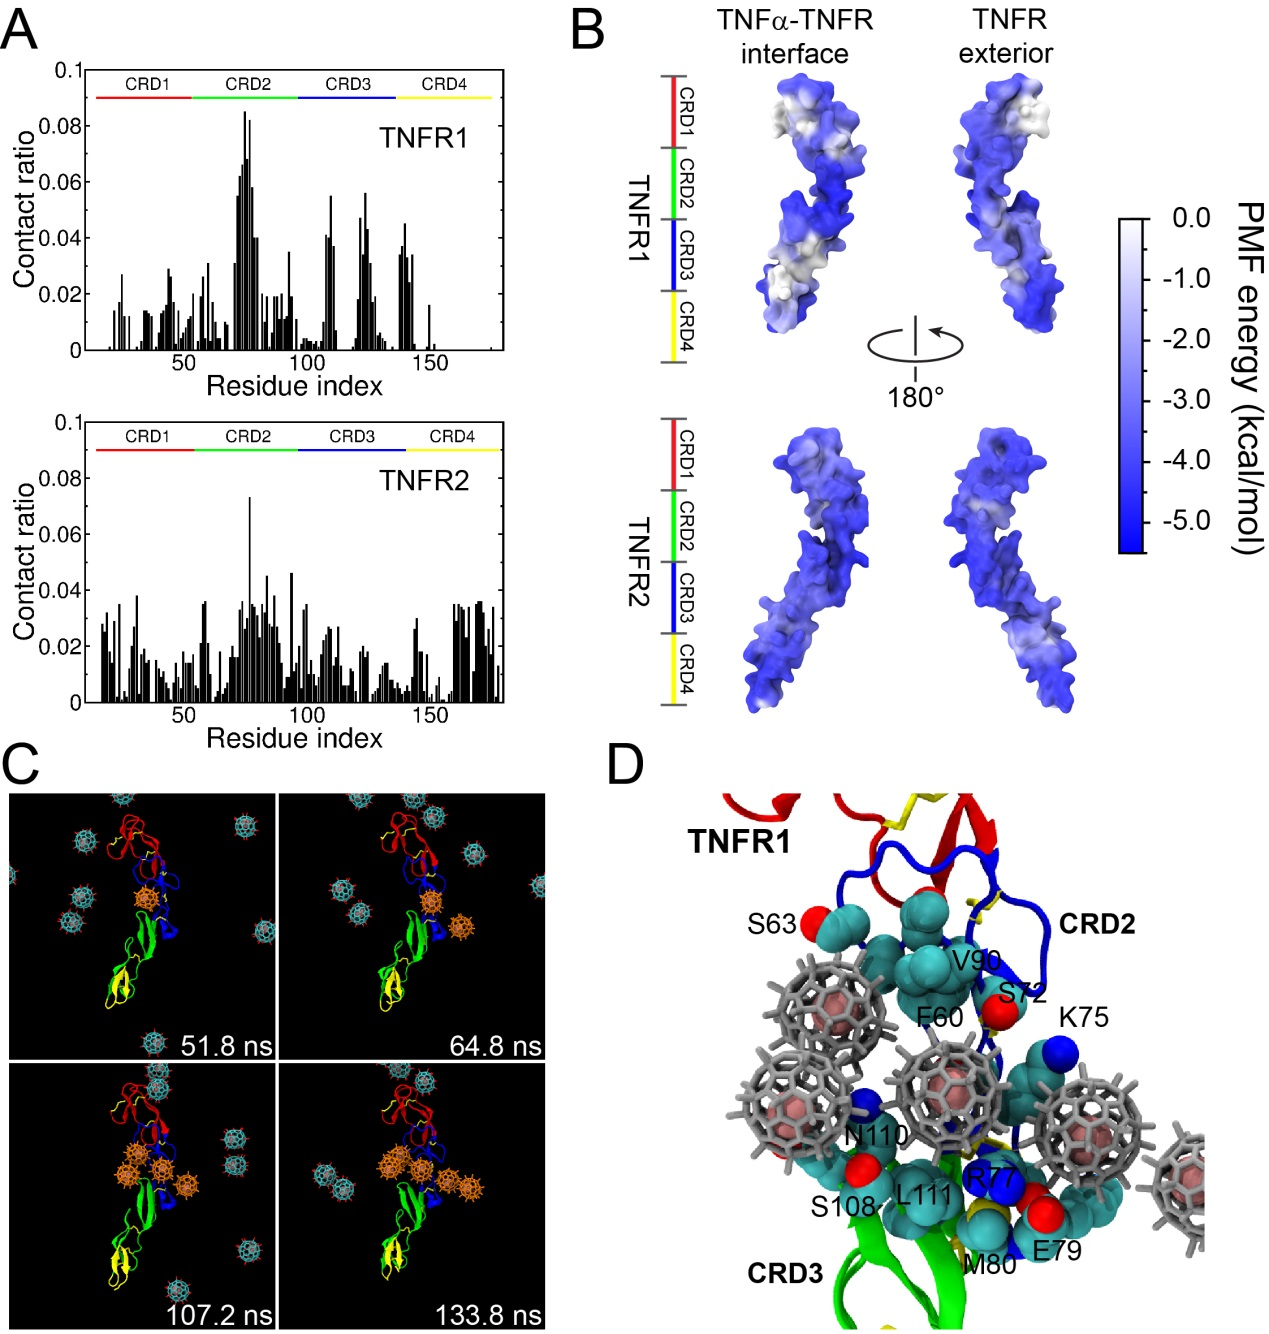 A
0.1
0.08
0.06
0.04
0.02
0
Contact ratio
CRD1 CRD2 CRD3 CRD4
TNFR1
50 100 150
Residue index
0.1
0.08
0.06
0.04
0.02
0
Contact ratio
CRD1 CRD2 CRD3 CRD4
TNFR2
50 100 150
Residue index
B
TNFα-TNFR
interface
TNFR
exterior
TNFR1
CRD1
CRD2
CRD3
CRD4
180°
TNFR2
CRD1
CRD2
CRD3
CRD4
0.0
-1.0
-2.0
-3.0
-4.0
-5.0
PMF energy (kcal/mol)
C
51.8 ns
64.8 ns
107.2 ns
133.8 ns
D
TNFR1
S63
CRD2
V90
S72
F60
K75
N110
R77
S108
L111
E79
M80
CRD3